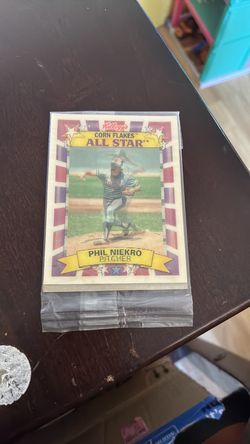 Kellogg's
CORN FLAKES
ALL STAR
PHIL NIEKRO
PITCHER